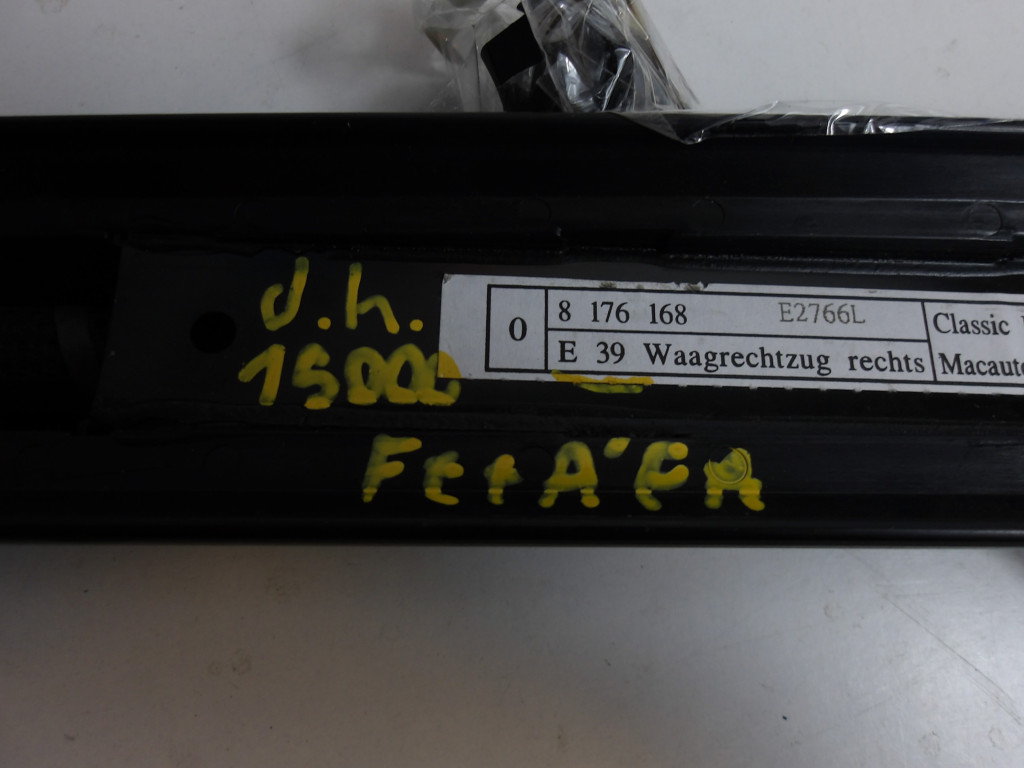 J.h.
15000
0
8 176 168 E2766L
E 39 Waagrechtzug rechts
Classic